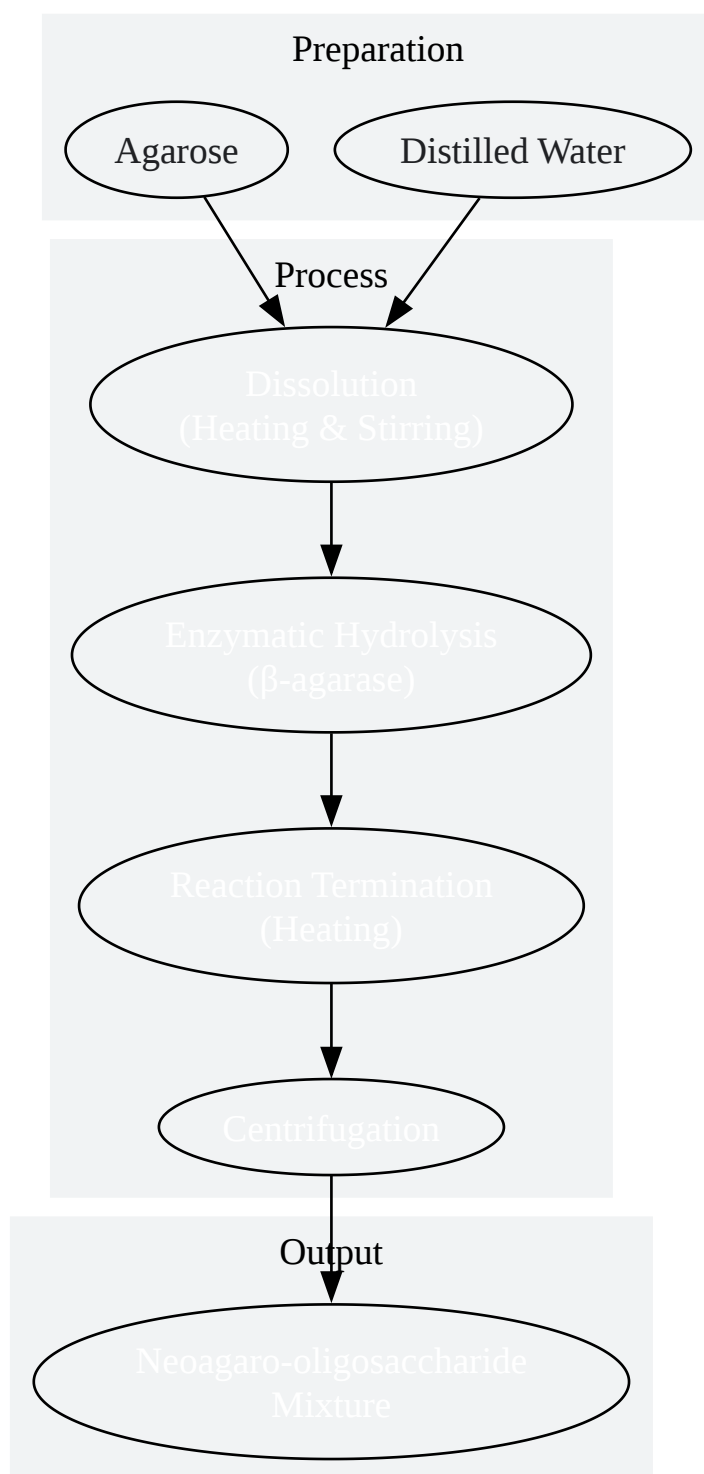 Preparation
Agarose
Distilled Water
Process
Dissolution
(Heating & Stirring)
Enzymatic Hydrolysis
(β-agarase)
Reaction Termination
(Heating)
Centrifugation
Output
Neoagaro-oligosaccharide
Mixture